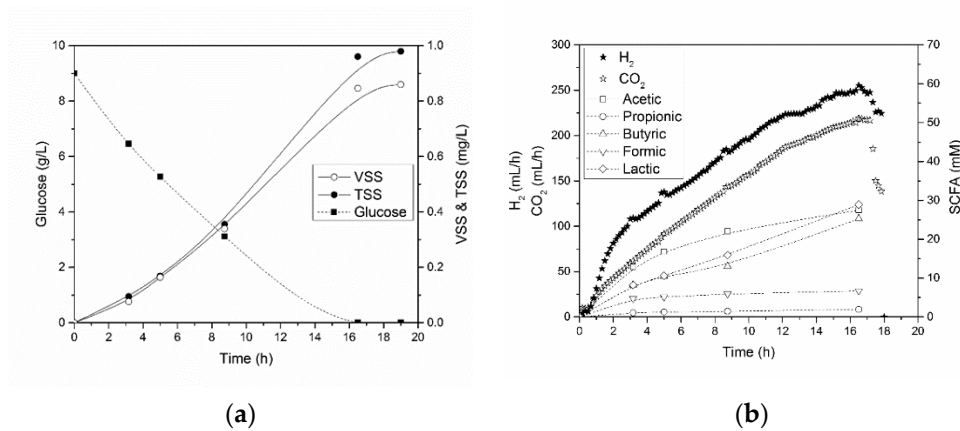 10
8
6
4
2
0
Glucose (g/L)
1.0
0.8
0.6
0.4
0.2
0.0
VSS & TSS (mg/L)
VSS
TSS
Glucose
0 2 4 6 8 10 12 14 16 18 20
Time (h)
(a)
300
250
200
150
100
50
0
H₂ (mL/h)
CO₂ (mL/h)
70
60
50
40
30
20
10
0
SCFA (mM)
H₂
CO₂
Acetic
Propionic
Butyric
Formic
Lactic
0 2 4 6 8 10 12 14 16 18 20
Time (h)
(b)